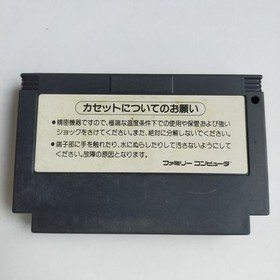 カセットについてのお願い
●精密機器ですので、極端な温度条件下での使用や保管および強い
ショックをさけてください。また、絶対に分解しないでください。
●端子部に手を触れたり、水にぬらしたりして汚さないようにして
ください。故障の原因となります。
ファミリー コンピュータ